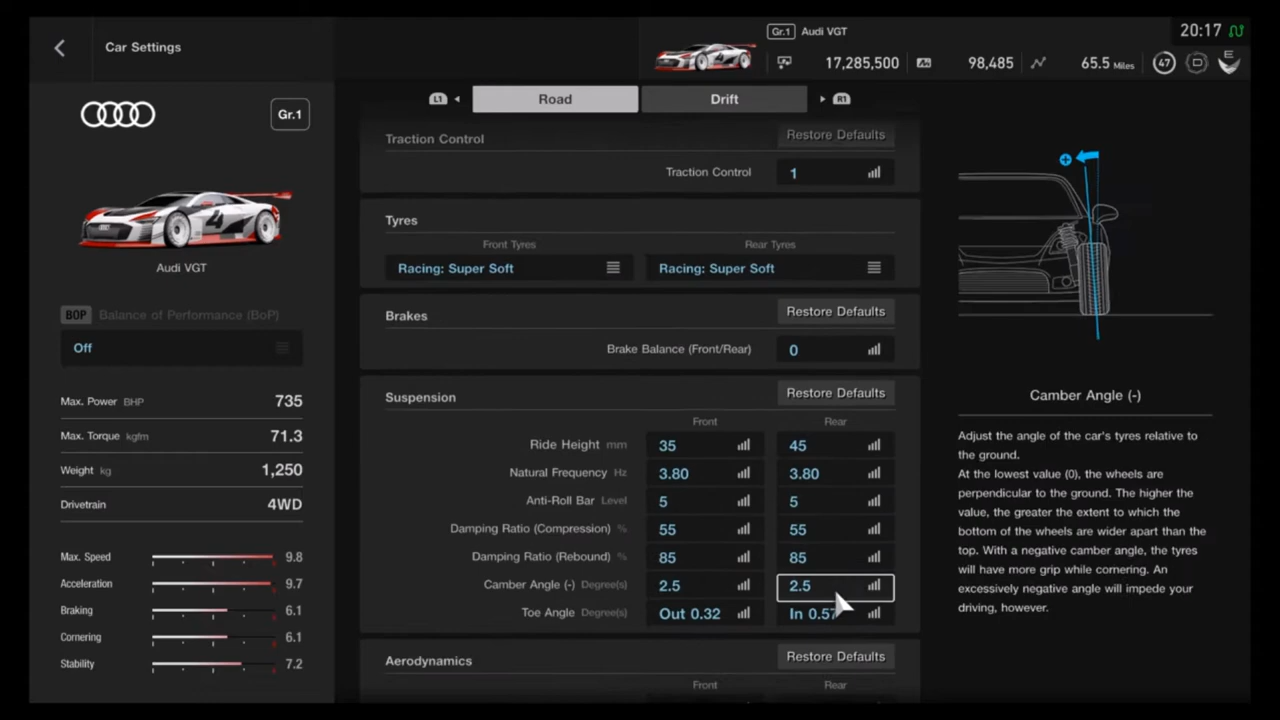 Car Settings
Gr.1 Audi VGT
20:17
17,285,500
98,485
65.5 Miles
47
D
E
L1 Road Drift R1
Gr.1
Audi VGT
BOP Balance of Performance (BoP)
Off
Max. Power BHP 735
Max. Torque kgfm 71.3
Weight kg 1,250
Drivetrain 4WD
Max. Speed 9.8
Acceleration 9.7
Braking 6.1
Cornering 6.1
Stability 7.2
Traction Control Restore Defaults
Traction Control 1
Tyres
Front Tyres Rear Tyres
Racing: Super Soft Racing: Super Soft
Brakes Restore Defaults
Brake Balance (Front/Rear) 0
Suspension Restore Defaults
Front Rear
Ride Height mm 35 45
Natural Frequency Hz 3.80 3.80
Anti-Roll Bar Level 5 5
Damping Ratio (Compression) % 55 55
Damping Ratio (Rebound) % 85 85
Camber Angle (-) Degree(s) 2.5 2.5
Toe Angle Degree(s) Out 0.32 In 0.57
Aerodynamics Restore Defaults
Front Rear
Camber Angle (-)
Adjust the angle of the car's tyres relative to
the ground.
At the lowest value (0), the wheels are
perpendicular to the ground. The higher the
value, the greater the extent to which the
bottom of the wheels are wider apart than the
top. With a negative camber angle, the tyres
will have more grip while cornering. An
excessively negative angle will impede your
driving, however.